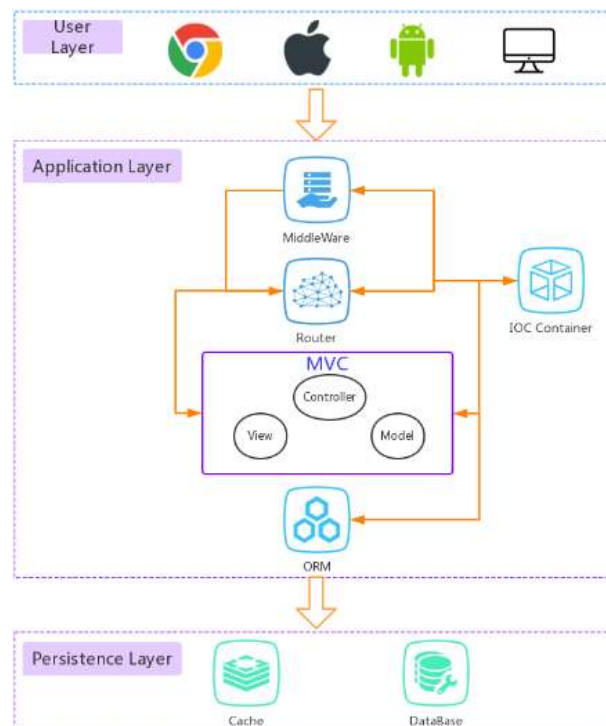 User
Layer
Application Layer
MiddleWare
Router
IOC Container
MVC
Controller
View
Model
ORM
Persistence Layer
Cache
DataBase